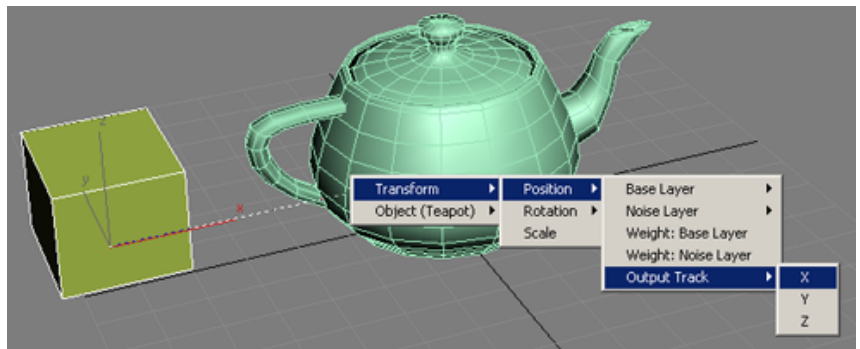 z
y
x
Transform
Object (Teapot)
Position
Rotation
Scale
Base Layer
Noise Layer
Weight: Base Layer
Weight: Noise Layer
Output Track
X
Y
Z